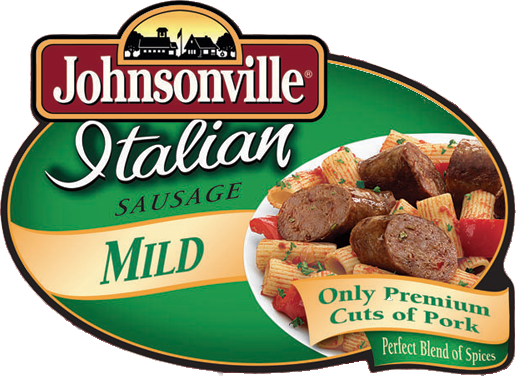 Johnsonville®
Italian
SAUSAGE
MILD
Only Premium
Cuts of Pork
Perfect Blend of Spices